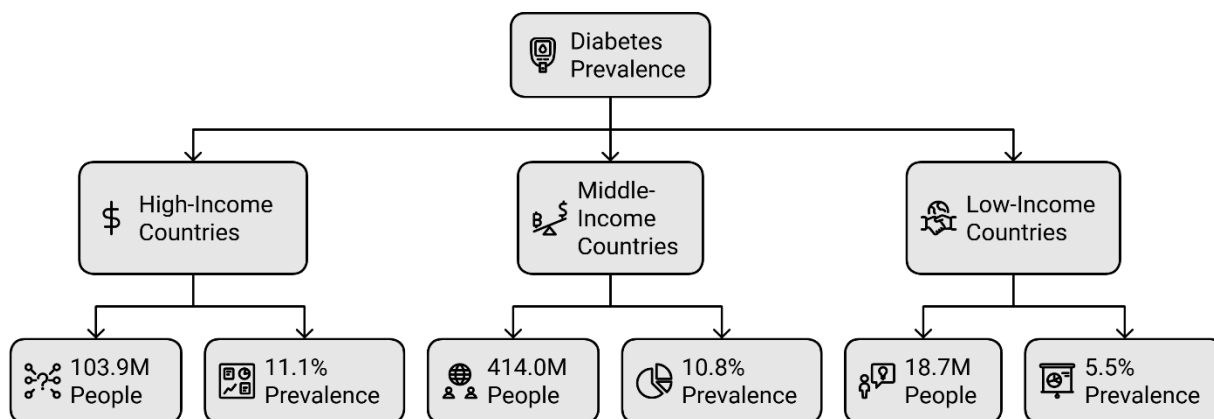 Diabetes
Prevalence
High-Income
Countries
Middle-
Income
Countries
Low-Income
Countries
103.9M
People
11.1%
Prevalence
414.0M
People
10.8%
Prevalence
18.7M
People
5.5%
Prevalence